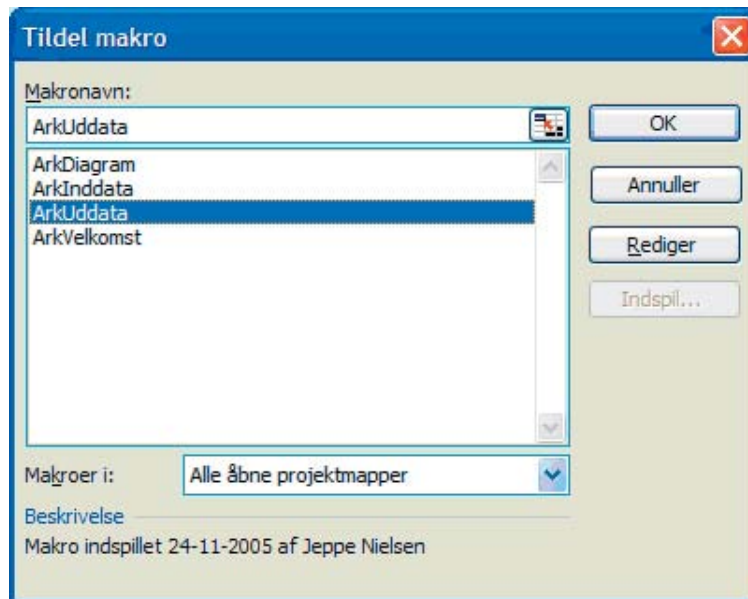 Tildel makro
Makronavn:
ArkUddata
ArkDiagram
ArkInddata
ArkUddata
ArkVelkomst
OK
Annuller
Rediger
Indspil...
Makroer i:
Alle åbne projektmapper
Beskrivelse
Makro indspillet 24-11-2005 af Jeppe Nielsen